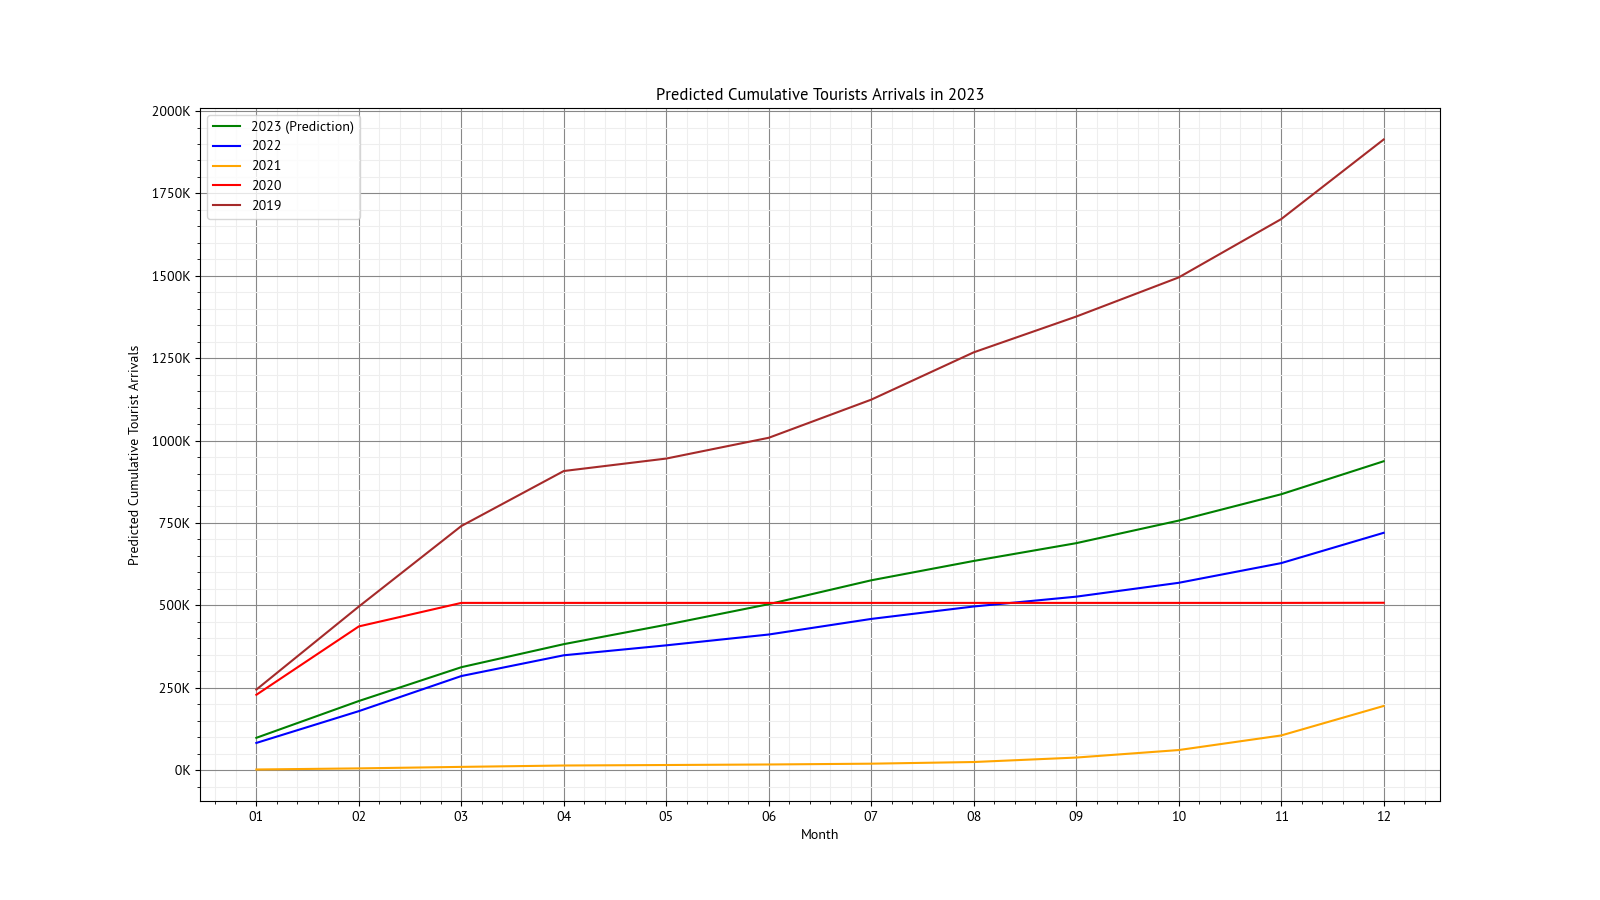 Predicted Cumulative Tourists Arrivals in 2023
2000K
1750K
1500K
1250K
1000K
750K
500K
250K
0K
Predicted Cumulative Tourist Arrivals
2023 (Prediction)
2022
2021
2020
2019
01 02 03 04 05 06 07 08 09 10 11 12
Month